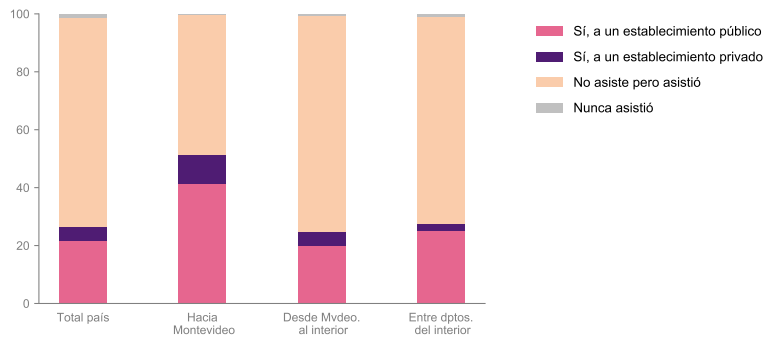 100
80
60
40
20
0
Total país
Hacia
Montevideo
Desde Mvdeo.
al interior
Entre dptos.
del interior
Sí, a un establecimiento público
Sí, a un establecimiento privado
No asiste pero asistió
Nunca asistió